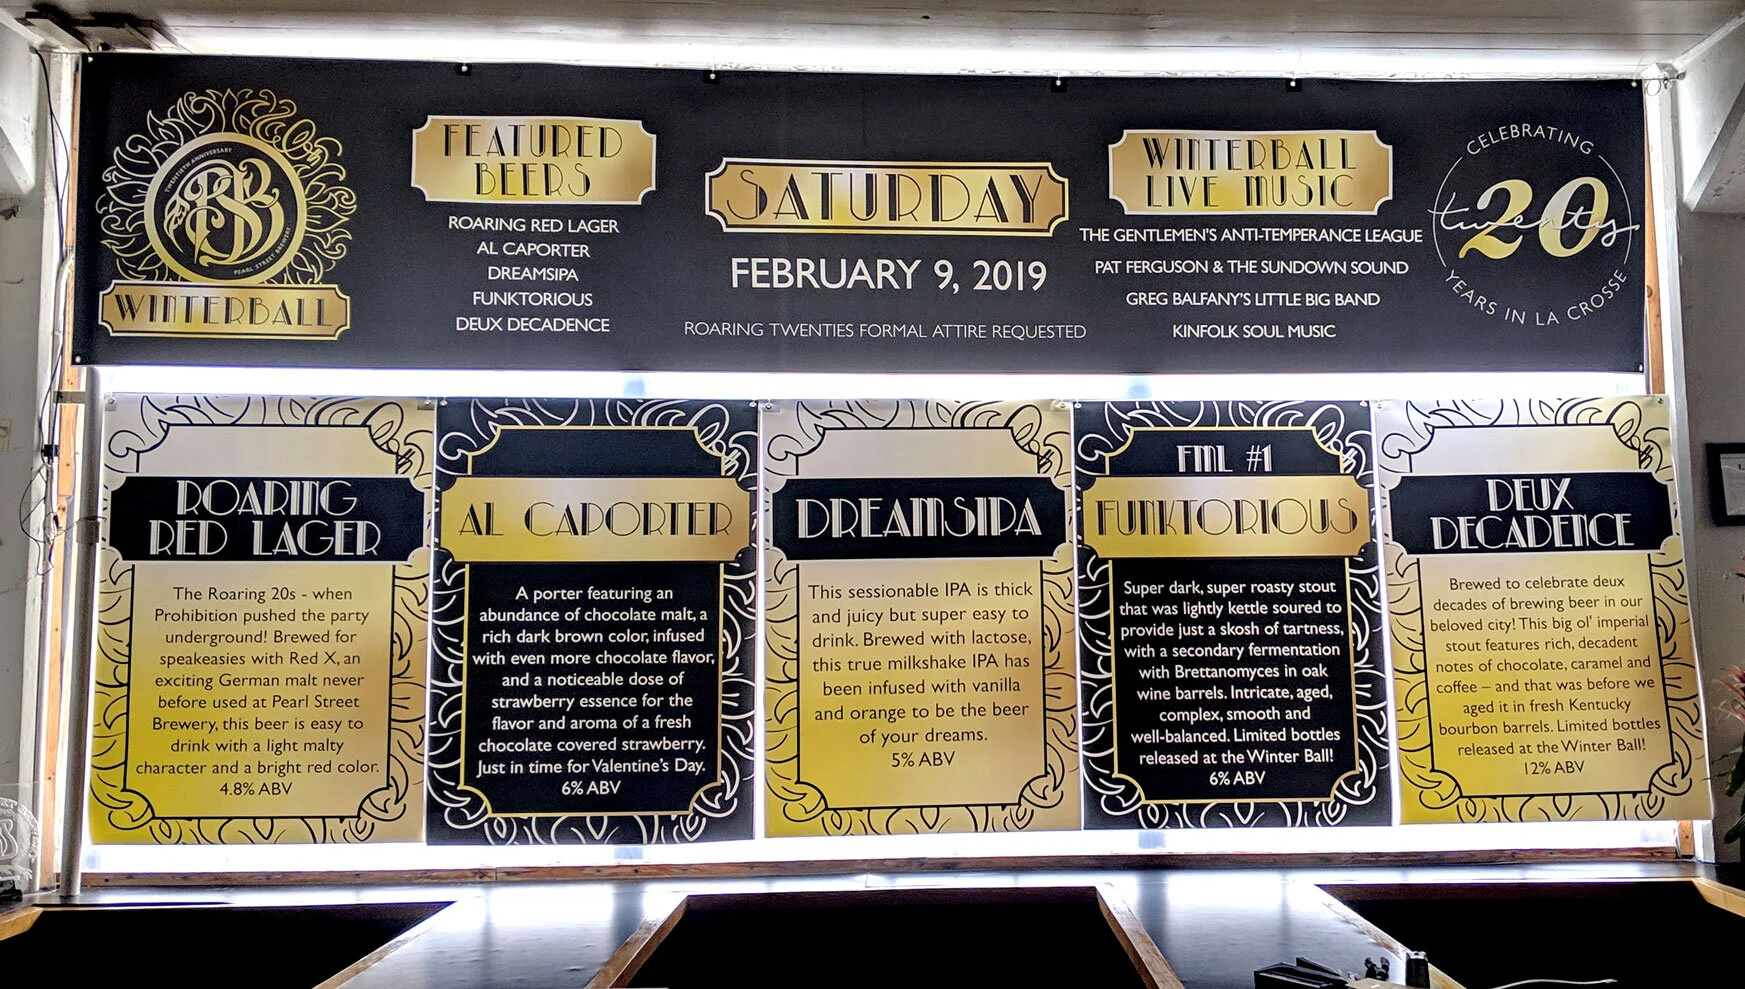 TWENTIETH ANNIVERSARY
PSB
PEARL STREET BREWERY
WINTERBALL
FEATURED
BEERS
ROARING RED LAGER
AL CAPORTER
DREAMSIPA
FUNKTORIOUS
DEUX DECADENCE
SATURDAY
FEBRUARY 9, 2019
ROARING TWENTIES FORMAL ATTIRE REQUESTED
WINTERBALL
LIVE MUSIC
THE GENTLEMEN'S ANTI-TEMPERANCE LEAGUE
PAT FERGUSON & THE SUNDOWN SOUND
GREG BALFANY'S LITTLE BIG BAND
KINFOLK SOUL MUSIC
CELEBRATING
20
twenty
YEARS IN LA CROSSE
ROARING
RED LAGER
The Roaring 20s - when
Prohibition pushed the party
underground! Brewed for
speakeasies with Red X, an
exciting German malt never
before used at Pearl Street
Brewery, this beer is easy to
drink with a light malty
character and a bright red color.
4.8% ABV
AL CAPORTER
A porter featuring an
abundance of chocolate malt, a
rich dark brown color, infused
with even more chocolate flavor,
and a noticeable dose of
strawberry essence for the
flavor and aroma of a fresh
chocolate covered strawberry.
Just in time for Valentine's Day.
6% ABV
DREAMSIPA
This sessionable IPA is thick
and juicy but super easy to
drink. Brewed with lactose,
this true milkshake IPA has
been infused with vanilla
and orange to be the beer
of your dreams.
5% ABV
FML #1
FUNKTORIOUS
Super dark, super roasty stout
that was lightly kettle soured to
provide just a skosh of tartness,
with a secondary fermentation
with Brettanomyces in oak
wine barrels. Intricate, aged,
complex, smooth and
well-balanced. Limited bottles
released at the Winter Ball!
6% ABV
DEUX
DECADENCE
Brewed to celebrate deux
decades of brewing beer in our
beloved city! This big ol' imperial
stout features rich, decadent
notes of chocolate, caramel and
coffee – and that was before we
aged it in fresh Kentucky
bourbon barrels. Limited bottles
released at the Winter Ball!
12% ABV